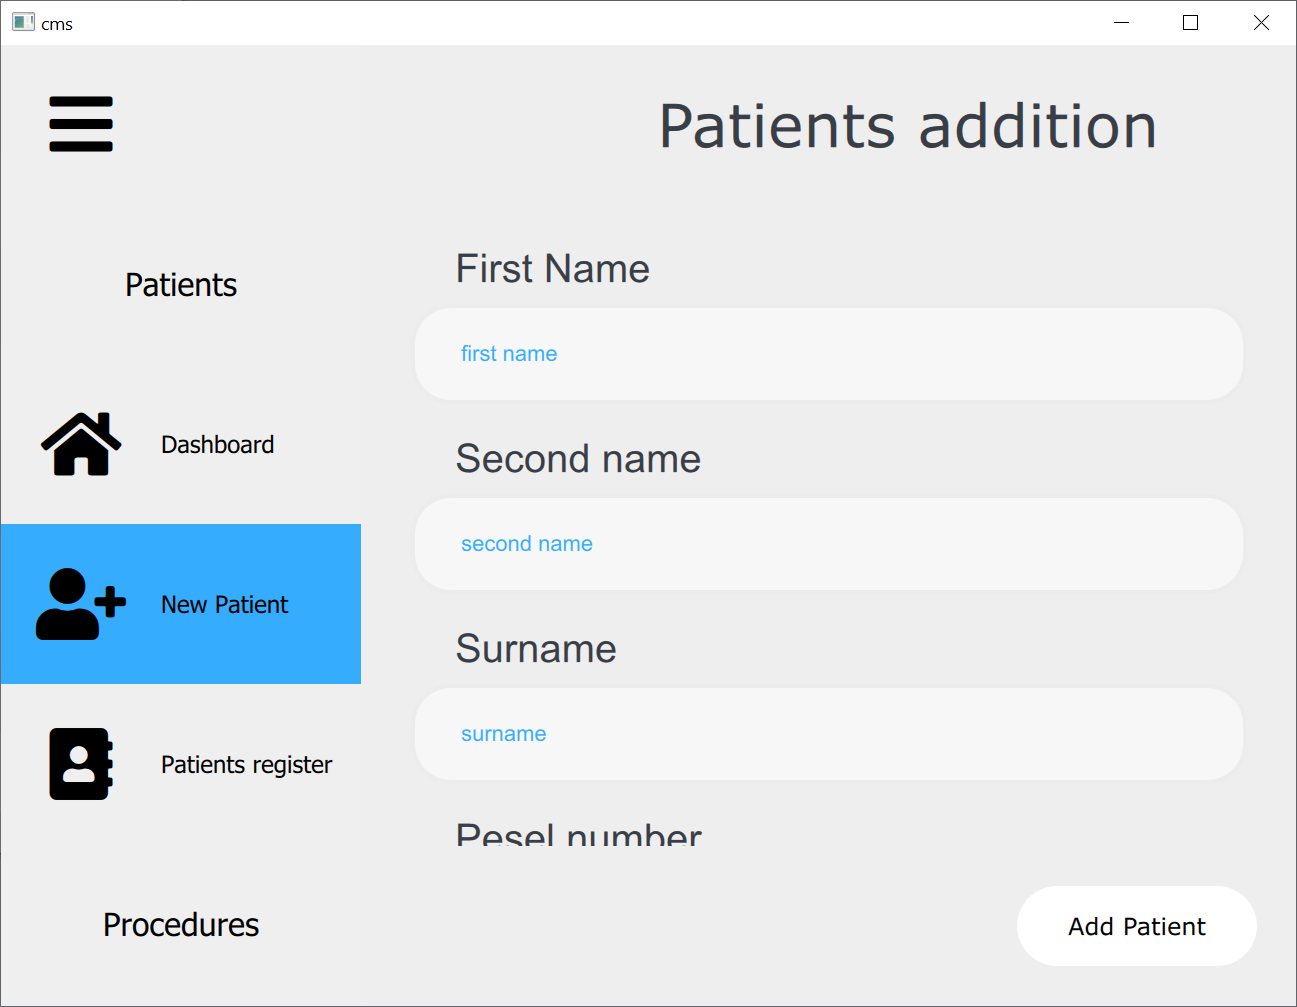 cms
Patients addition
Patients
Dashboard
New Patient
Patients register
Procedures
First Name
first name
Second name
second name
Surname
surname
Pesel number
Add Patient